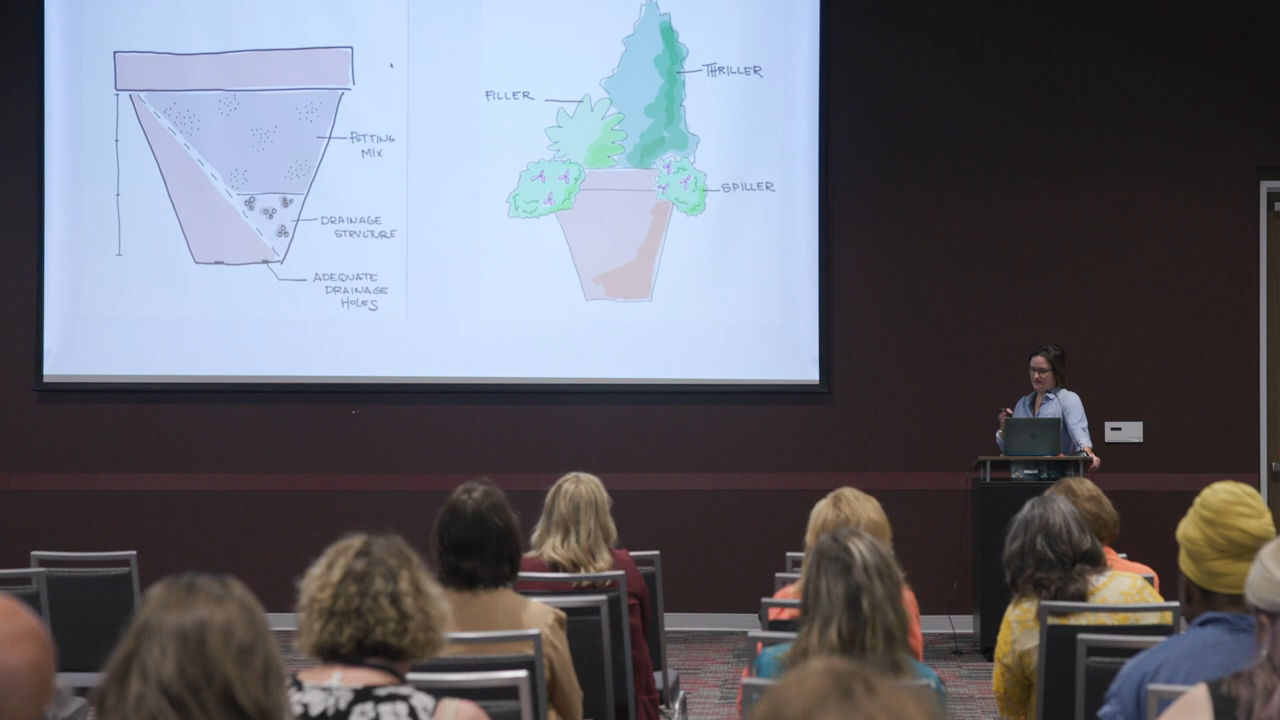 POTTING
MIX
DRAINAGE
STRUCTURE
ADEQUATE
DRAINAGE
HOLES
FILLER
THRILLER
SPILLER